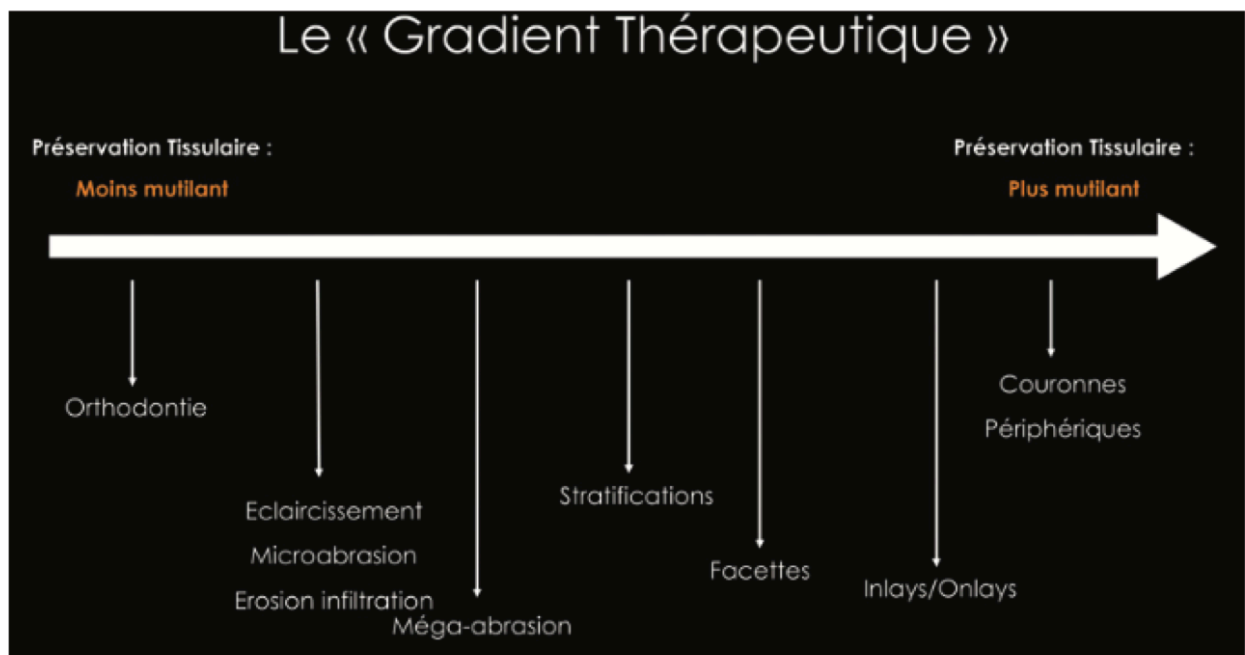 Le « Gradient Thérapeutique »
Préservation Tissulaire :
Moins mutilant
Préservation Tissulaire :
Plus mutilant
Orthodontie
Eclaircissement
Microabrasion
Erosion infiltration
Méga-abrasion
Stratifications
Facettes
Inlays/Onlays
Couronnes
Périphériques